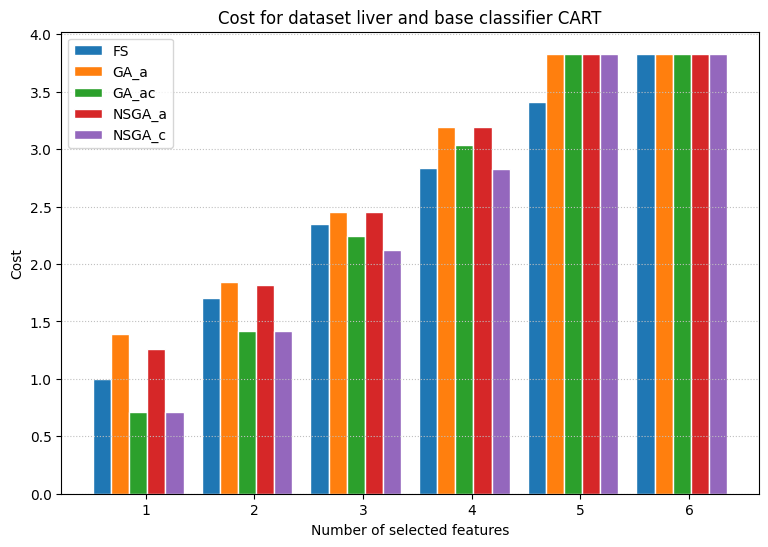 Cost for dataset liver and base classifier CART
FS
GA_a
GA_ac
NSGA_a
NSGA_c
Cost
4.0
3.5
3.0
2.5
2.0
1.5
1.0
0.5
0.0
1 2 3 4 5 6
Number of selected features